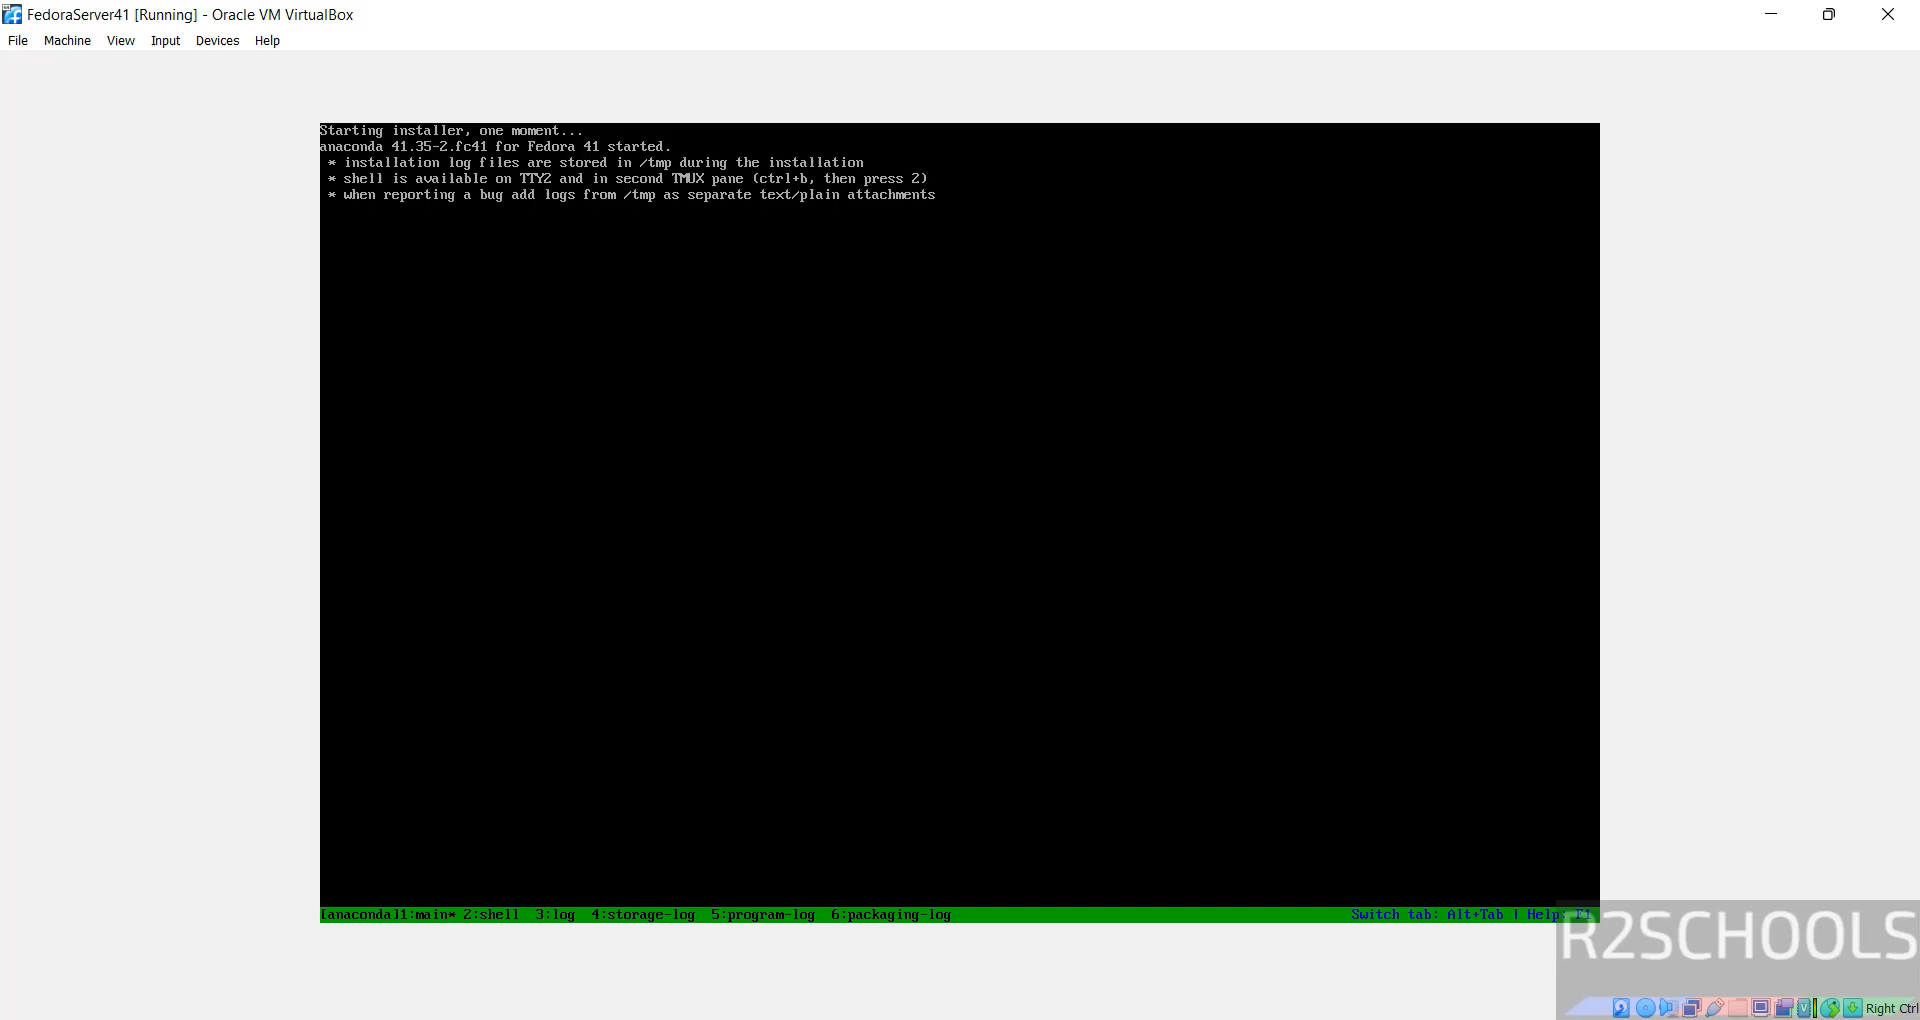 FedoraServer41 [Running] - Oracle VM VirtualBox
File Machine View Input Devices Help
Starting installer, one moment...
anaconda 41.35-2.fc41 for Fedora 41 started.
* installation log files are stored in /tmp during the installation
* shell is available on TTY2 and in second TMUX pane (ctrl+b, then press 2)
* when reporting a bug add logs from /tmp as separate text/plain attachments
[anaconda]1:main* 2:shell 3:log 4:storage-log 5:program-log 6:packaging-log Switch tab: Alt+Tab | Help: F1
R2SCHOOLS
Right Ctrl